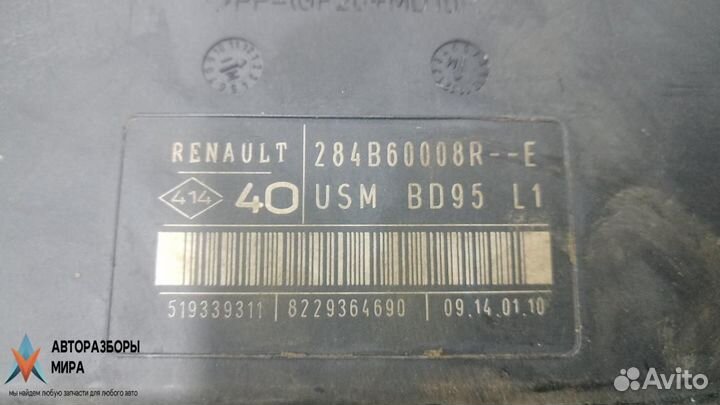 RENAULT 284B60008R--E
414 40 USM BD95 L1
519339311 8229364690 09.14.01.10
АВТОРАЗБОРЫ
МИРА
мы найдем любую запчасти для любого авто
Avito